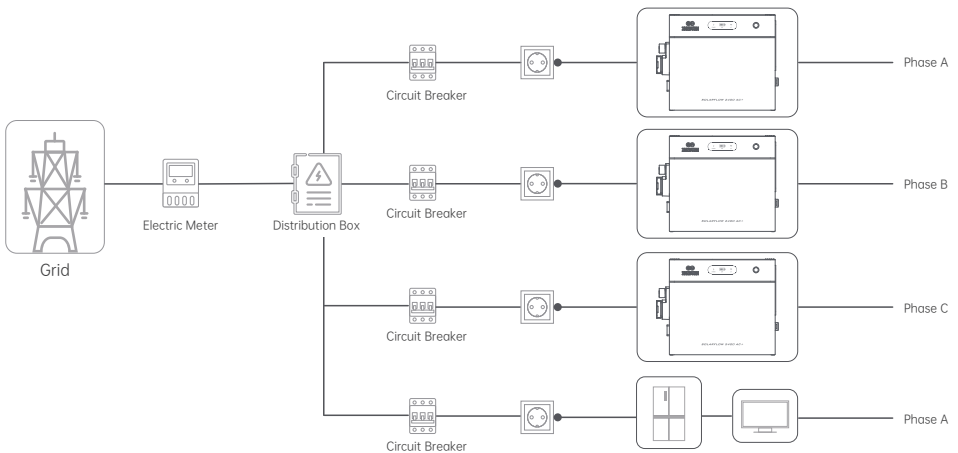 Phase A
Circuit Breaker
Phase B
Circuit Breaker
Electric Meter
Distribution Box
Grid
Phase C
Circuit Breaker
Phase A
Circuit Breaker